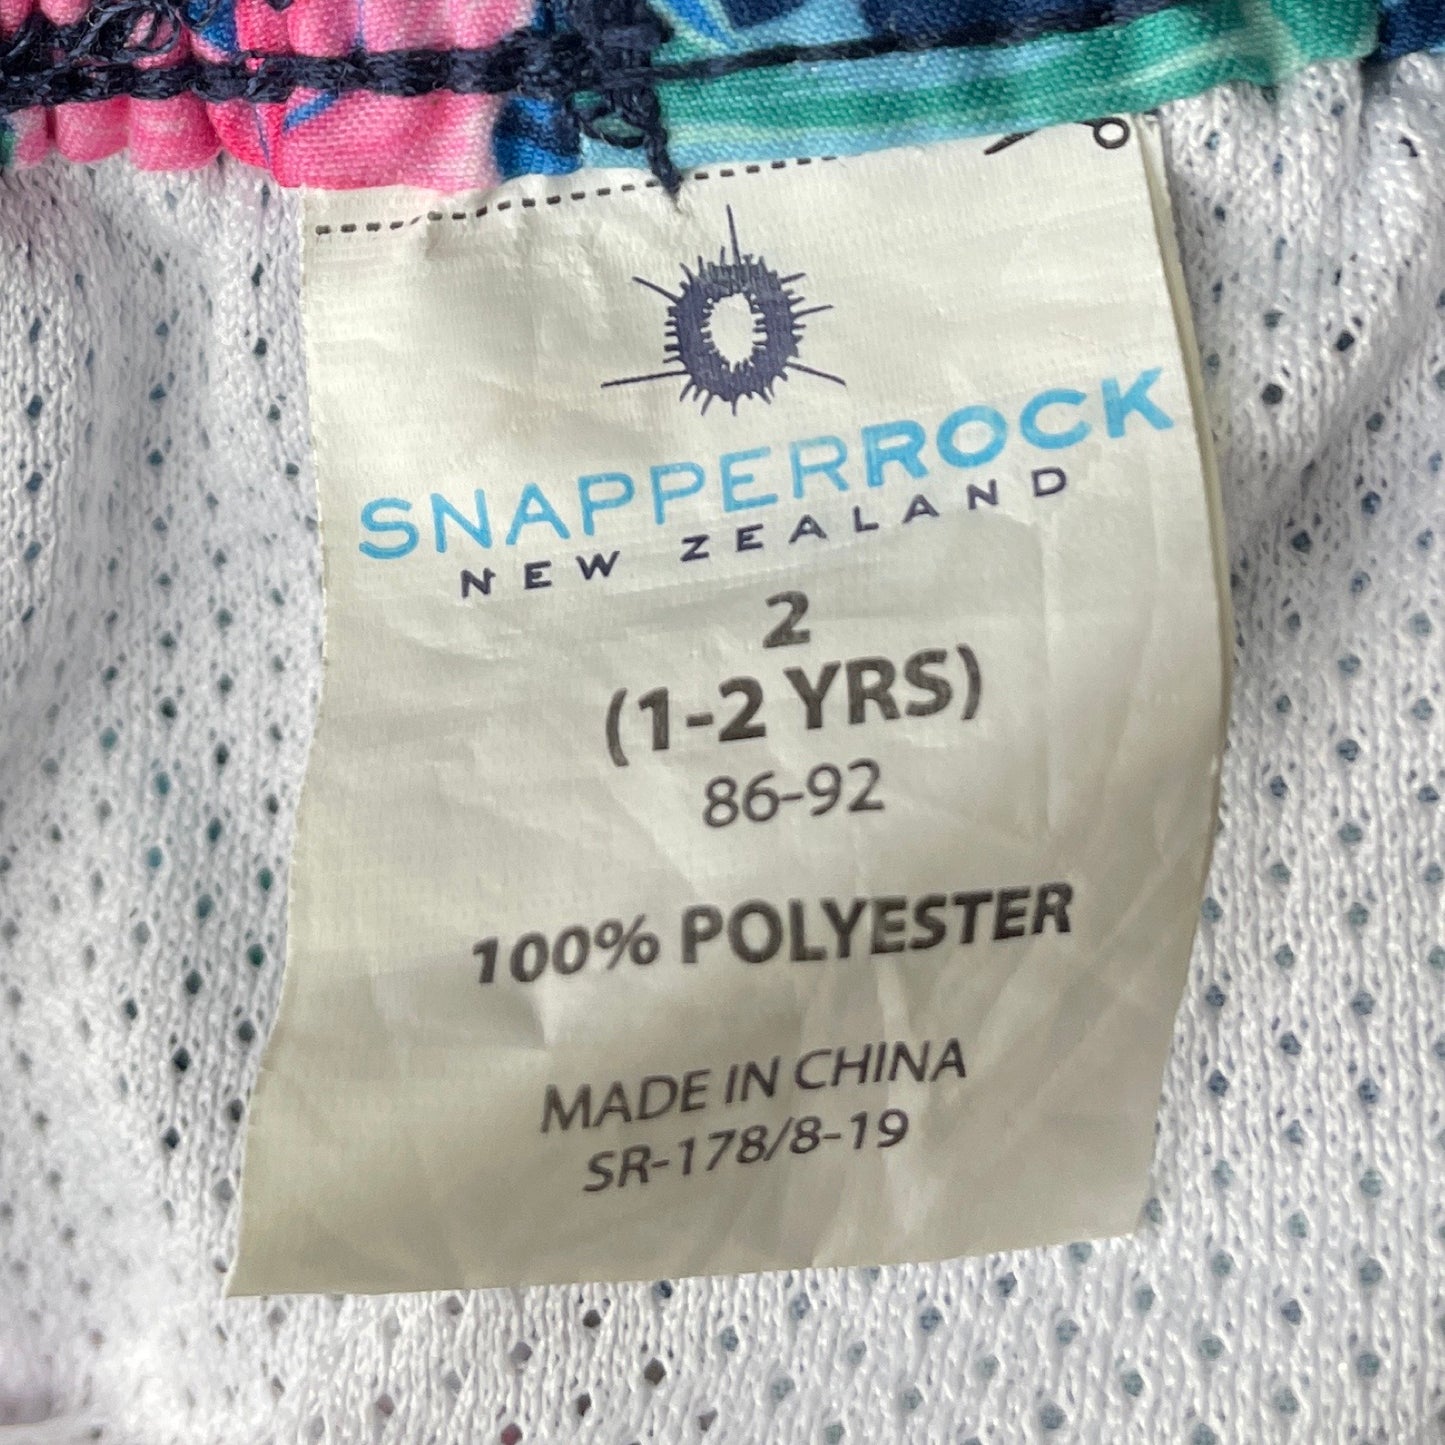 SNAPPERROCK
NEW ZEALAND
2
(1-2 YRS)
86-92
100% POLYESTER
MADE IN CHINA
SR-178/8-19